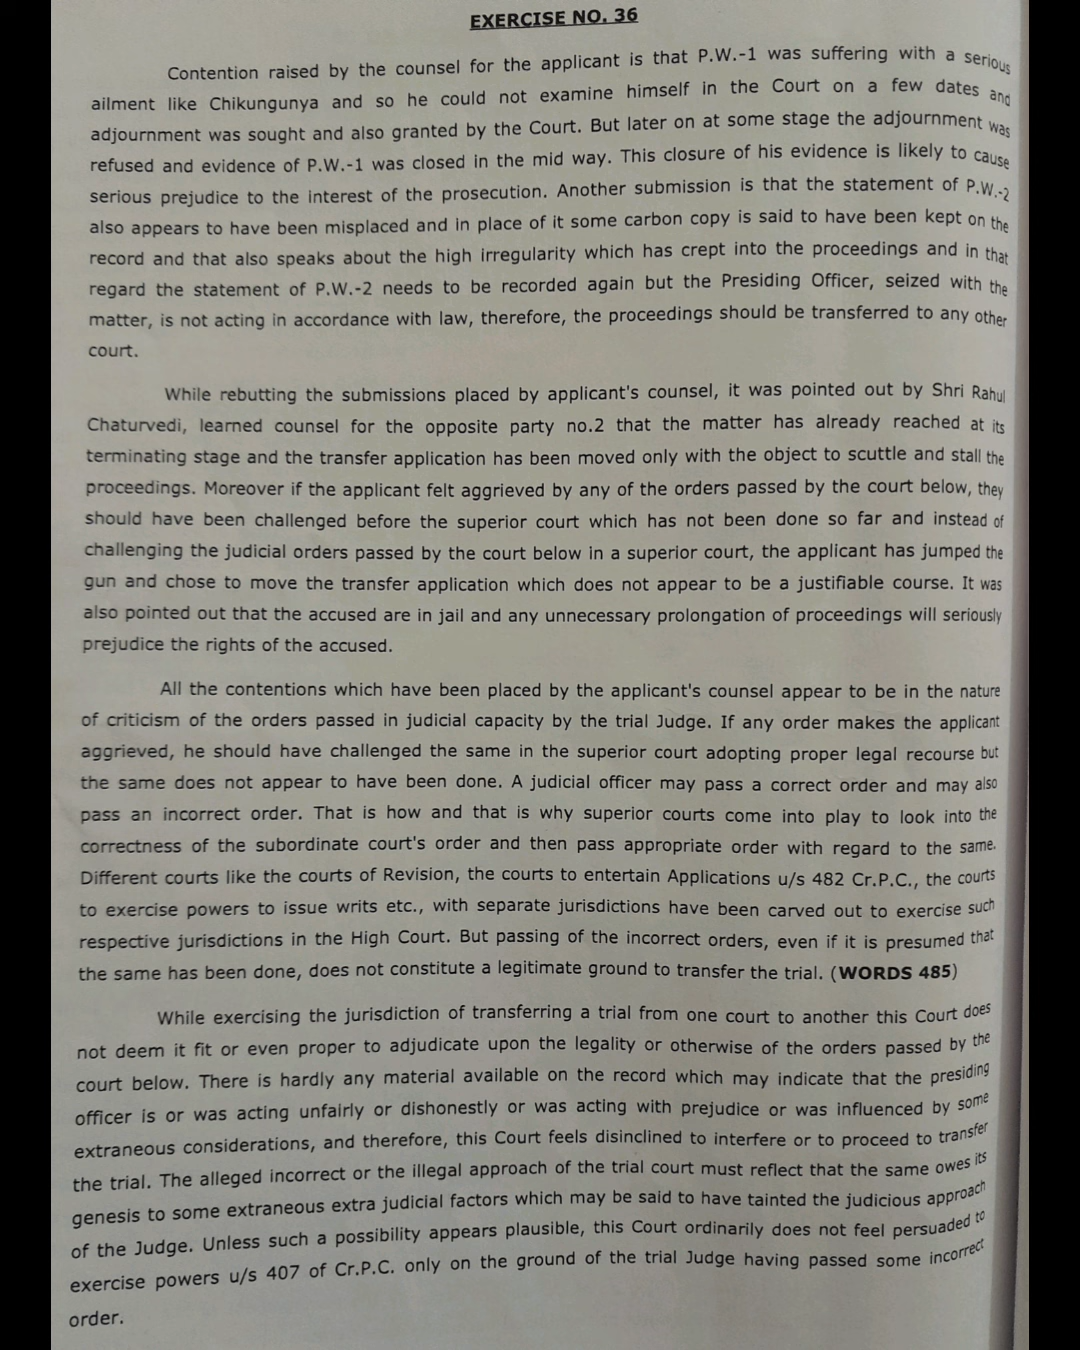 EXERCISE NO. 36
Contention raised by the counsel for the applicant is that P.W.-1 was suffering with a serious
ailment like Chikungunya and so he could not examine himself in the Court on a few dates and
adjournment was sought and also granted by the Court. But later on at some stage the adjournment was
refused and evidence of P.W.-1 was closed in the mid way. This closure of his evidence is likely to cause
serious prejudice to the interest of the prosecution. Another submission is that the statement of P.W.-2
also appears to have been misplaced and in place of it some carbon copy is said to have been kept on the
record and that also speaks about the high irregularity which has crept into the proceedings and in that
regard the statement of P.W.-2 needs to be recorded again but the Presiding Officer, seized with the
matter, is not acting in accordance with law, therefore, the proceedings should be transferred to any other
court.
While rebutting the submissions placed by applicant's counsel, it was pointed out by Shri Rahul
Chaturvedi, learned counsel for the opposite party no.2 that the matter has already reached at its
terminating stage and the transfer application has been moved only with the object to scuttle and stall the
proceedings. Moreover if the applicant felt aggrieved by any of the orders passed by the court below, they
should have been challenged before the superior court which has not been done so far and instead of
challenging the judicial orders passed by the court below in a superior court, the applicant has jumped the
gun and chose to move the transfer application which does not appear to be a justifiable course. It was
also pointed out that the accused are in jail and any unnecessary prolongation of proceedings will seriously
prejudice the rights of the accused.
All the contentions which have been placed by the applicant's counsel appear to be in the nature
of criticism of the orders passed in judicial capacity by the trial Judge. If any order makes the applicant
aggrieved, he should have challenged the same in the superior court adopting proper legal recourse but
the same does not appear to have been done. A judicial officer may pass a correct order and may also
pass an incorrect order. That is how and that is why superior courts come into play to look into the
correctness of the subordinate court's order and then pass appropriate order with regard to the same.
Different courts like the courts of Revision, the courts to entertain Applications u/s 482 Cr.P.C., the courts
to exercise powers to issue writs etc., with separate jurisdictions have been carved out to exercise such
respective jurisdictions in the High Court. But passing of the incorrect orders, even if it is presumed that
the same has been done, does not constitute a legitimate ground to transfer the trial. (WORDS 485)
While exercising the jurisdiction of transferring a trial from one court to another this Court does
not deem it fit or even proper to adjudicate upon the legality or otherwise of the orders passed by the
court below. There is hardly any material available on the record which may indicate that the presiding
officer is or was acting unfairly or dishonestly or was acting with prejudice or was influenced by some
extraneous considerations, and therefore, this Court feels disinclined to interfere or to proceed to transfer
the trial. The alleged incorrect or the illegal approach of the trial court must reflect that the same owes its
genesis to some extraneous extra judicial factors which may be said to have tainted the judicious approach
of the Judge. Unless such a possibility appears plausible, this Court ordinarily does not feel persuaded to
exercise powers u/s 407 of Cr.P.C. only on the ground of the trial Judge having passed some incorrect
order.